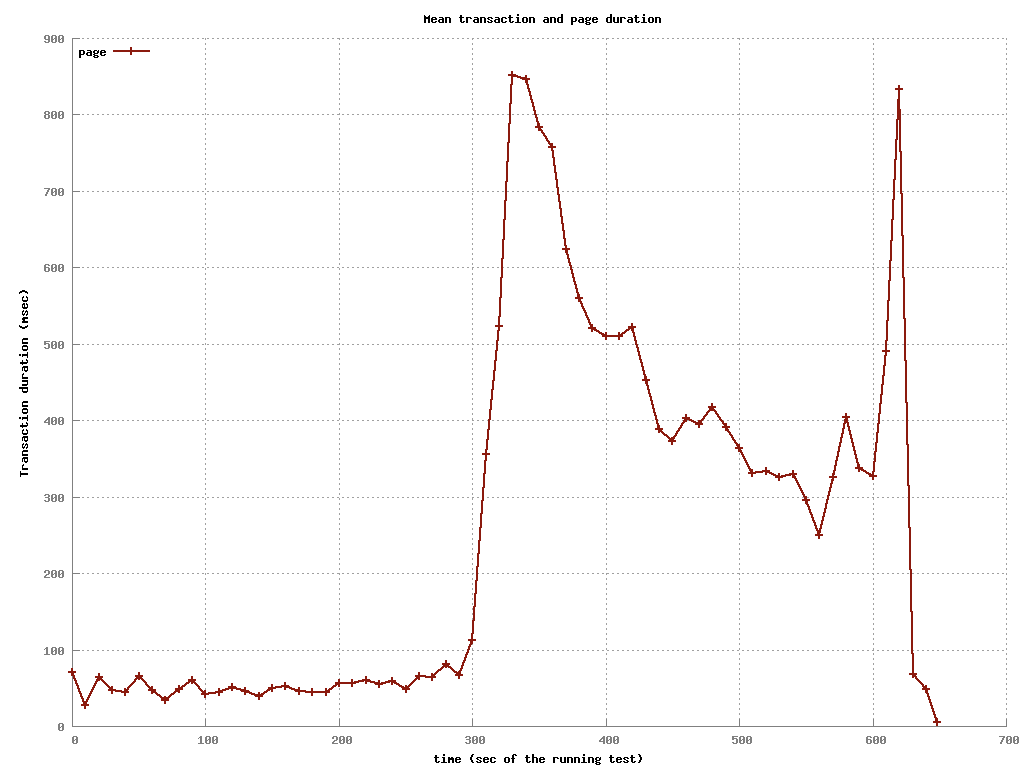 Mean transaction and page duration
900
page
800
700
600
500
400
300
200
100
0
Transaction duration (msec)
0 100 200 300 400 500 600 700
time (sec of the running test)